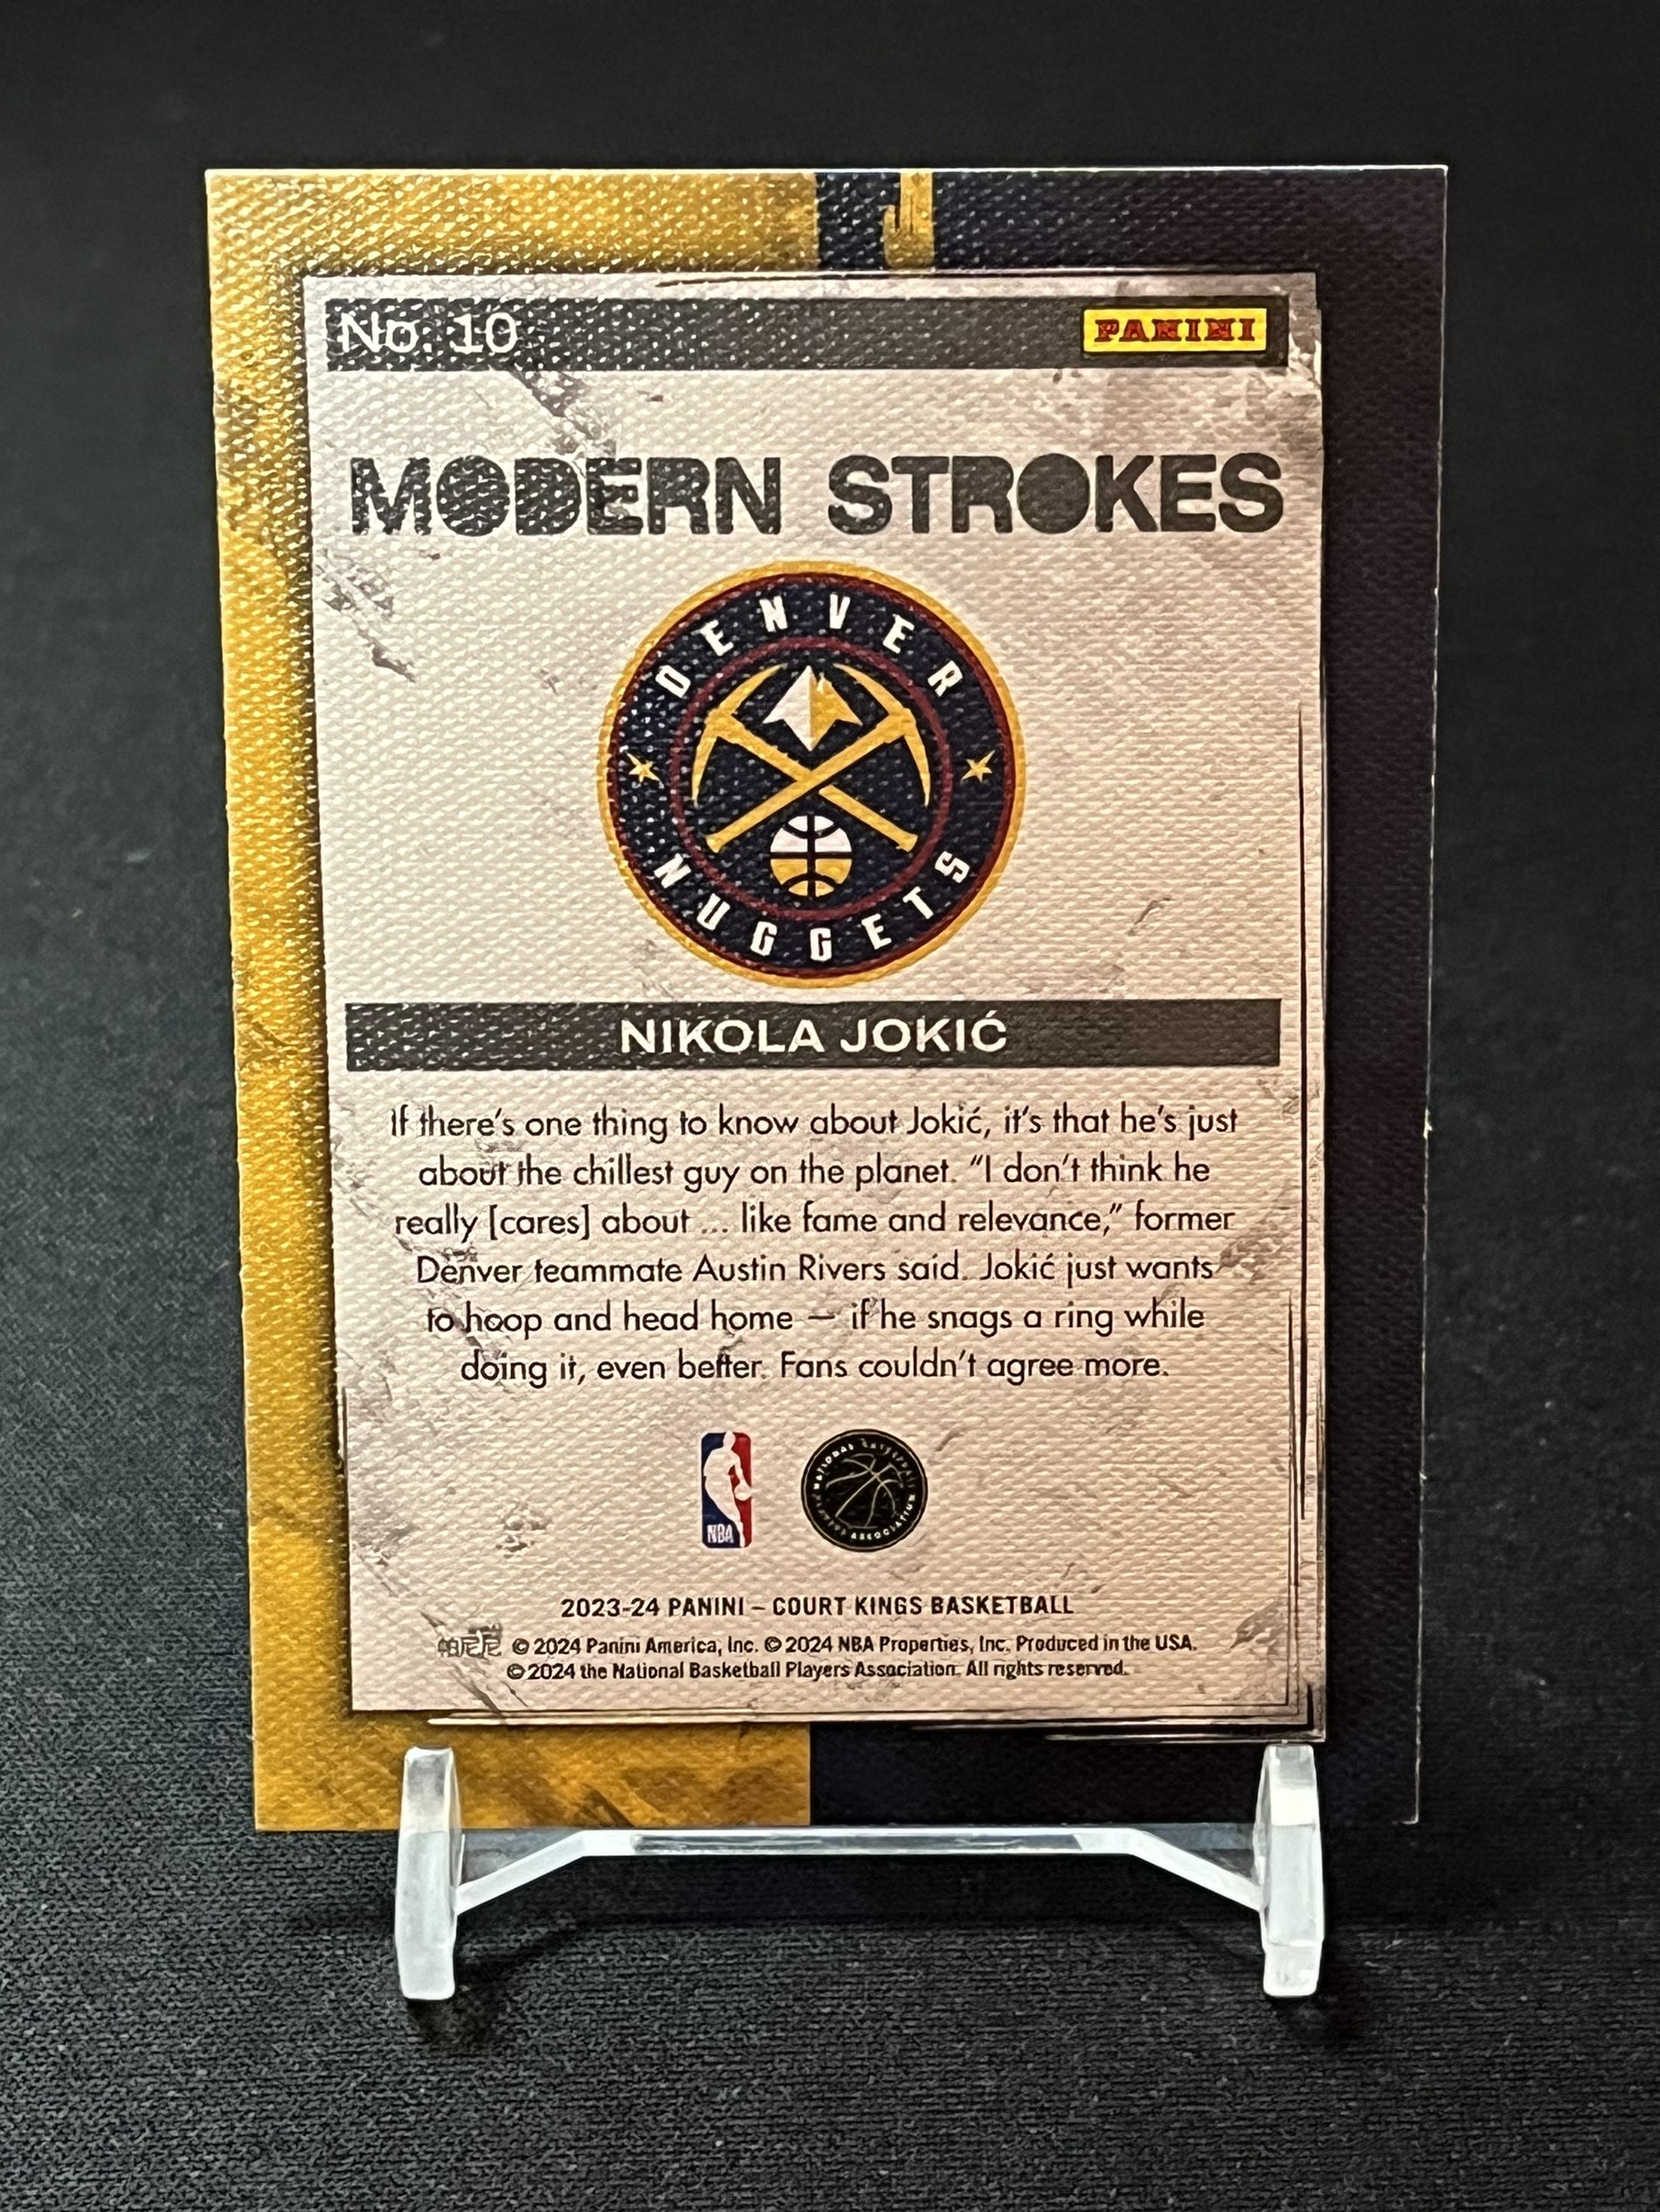 No. 10
PANINI
MODERN STROKES
DENVER
NUGGETS
NIKOLA JOKIĆ
If there's one thing to know about Jokić, it's that he's just
about the chillest guy on the planet. “I don't think he
really [cares] about ... like fame and relevance,” former
Denver teammate Austin Rivers said. Jokić just wants
to hoop and head home — if he snags a ring while
doing it, even better. Fans couldn't agree more.
NBA
NATIONAL BASKETBALL
PLAYERS ASSOCIATION
2023-24 PANINI – COURT KINGS BASKETBALL
© 2024 Panini America, Inc. © 2024 NBA Properties, Inc. Produced in the USA.
© 2024 the National Basketball Players Association. All rights reserved.